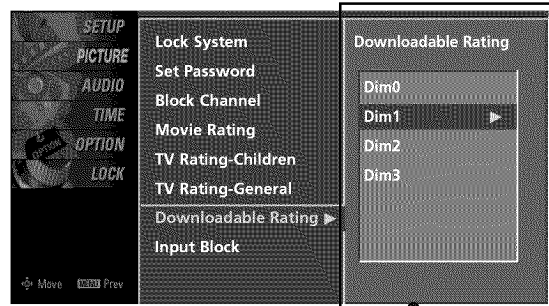 SETUP
PICTURE
AUDIO
TIME
OPTION
LOCK
Move MENU Prev
Lock System
Set Password
Block Channel
Movie Rating
TV Rating-Children
TV Rating-General
Downloadable Rating
Input Block
Downloadable Rating
Dim0
Dim1
Dim2
Dim3